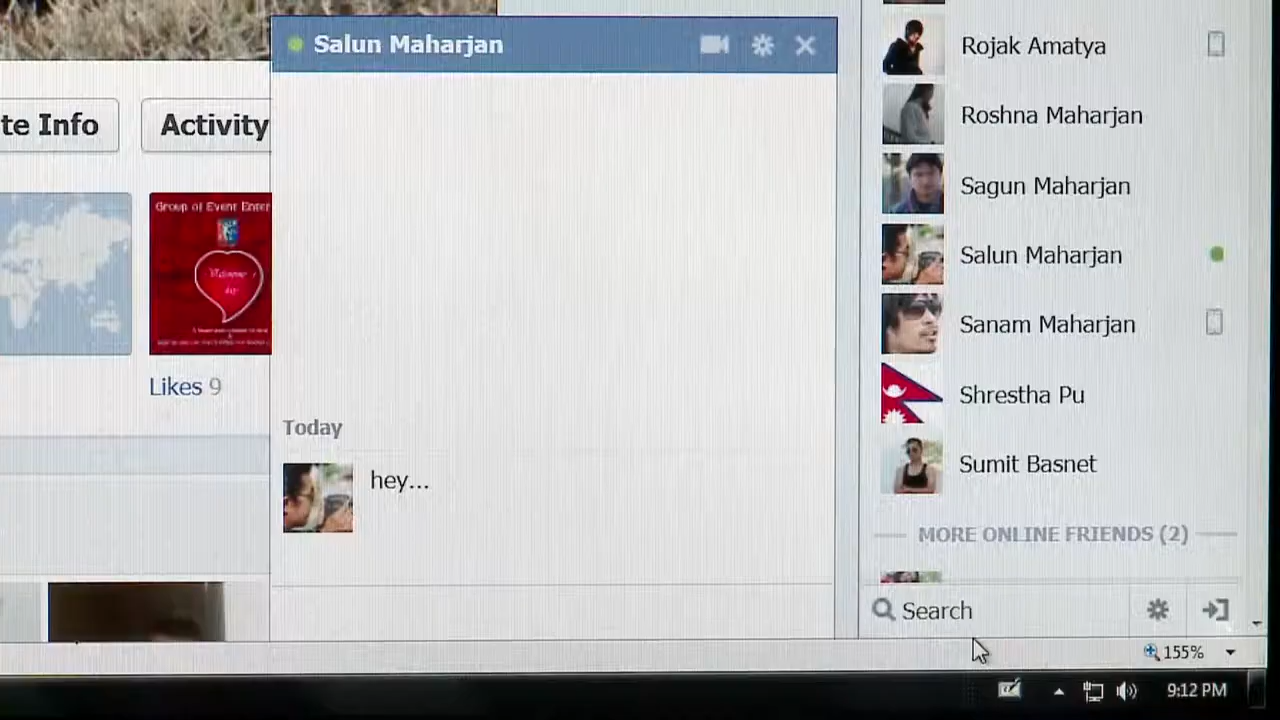 Salun Maharjan
te Info
Activity
Group of Event Enter
Likes 9
Today
hey...
Rojak Amatya
Roshna Maharjan
Sagun Maharjan
Salun Maharjan
Sanam Maharjan
Shrestha Pu
Sumit Basnet
MORE ONLINE FRIENDS (2)
Search
155%
9:12 PM